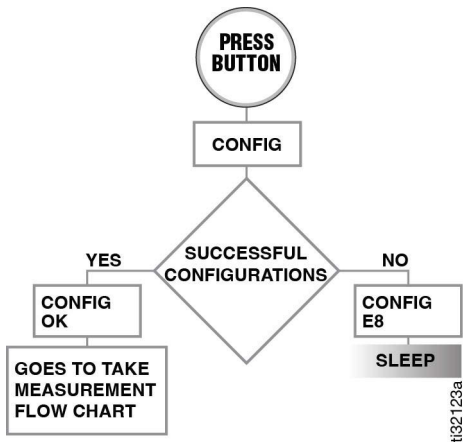 PRESS
BUTTON
CONFIG
SUCCESSFUL
CONFIGURATIONS
YES
NO
CONFIG
OK
CONFIG
E8
GOES TO TAKE
MEASUREMENT
FLOW CHART
SLEEP
ti32123a